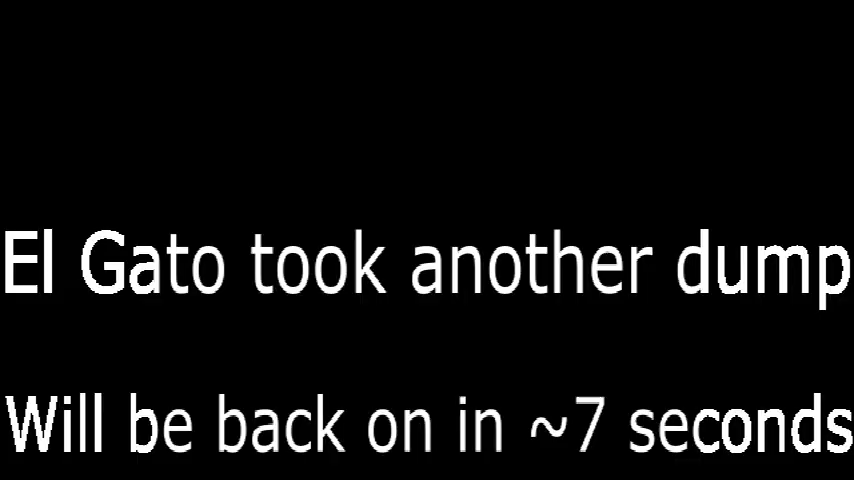 El Gato took another dump
Will be back on in ~7 seconds